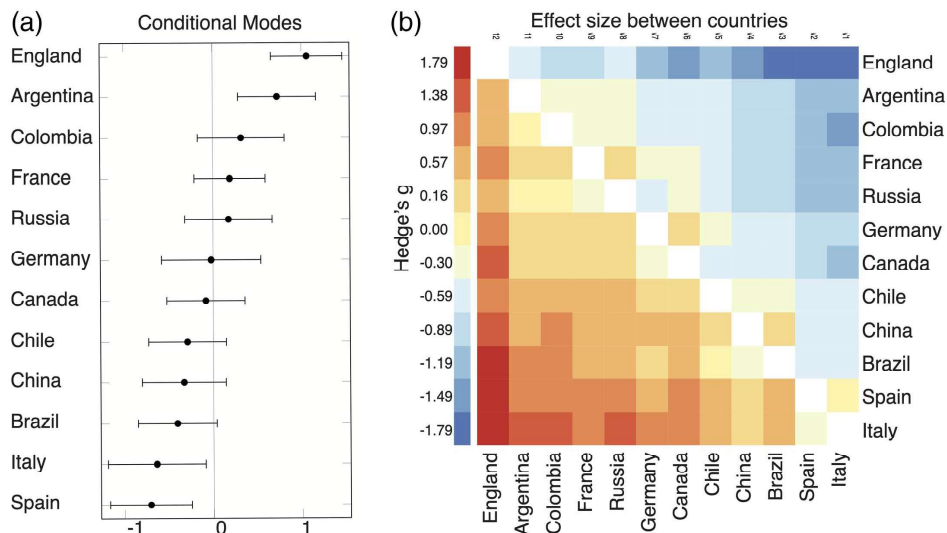 (a)
Conditional Modes
England
Argentina
Colombia
France
Russia
Germany
Canada
Chile
China
Brazil
Italy
Spain
-1
0
1
(b)
Effect size between countries
Hedge's g
1.79
1.38
0.97
0.57
0.16
0.00
-0.30
-0.59
-0.89
-1.19
-1.49
-1.79
England
Argentina
Colombia
France
Russia
Germany
Canada
Chile
China
Brazil
Spain
Italy
England
Argentina
Colombia
France
Russia
Germany
Canada
Chile
China
Brazil
Spain
Italy